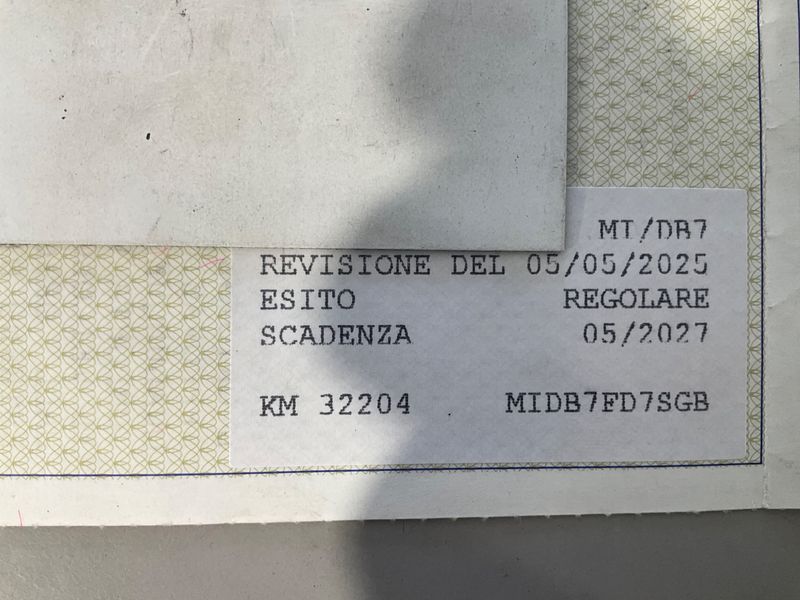 MI/DB7
REVISIONE DEL 05/05/2025
ESITO REGOLARE
SCADENZA 05/2027
KM 32204 MIDB7FD7SGB